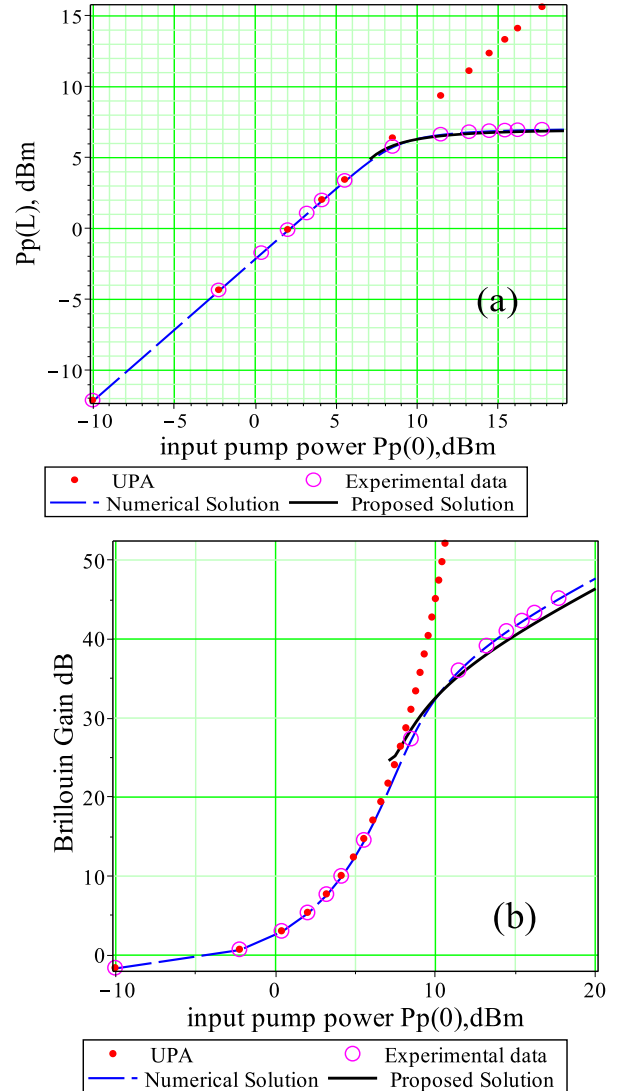 15
10
5
0
−5
−10
Pp(L), dBm
(a)
−10 −5 0 5 10 15
input pump power Pp(0),dBm
UPA Experimental data
Numerical Solution Proposed Solution
50
40
30
20
10
0
Brillouin Gain dB
(b)
−10 0 10 20
input pump power Pp(0),dBm
UPA Experimental data
Numerical Solution Proposed Solution